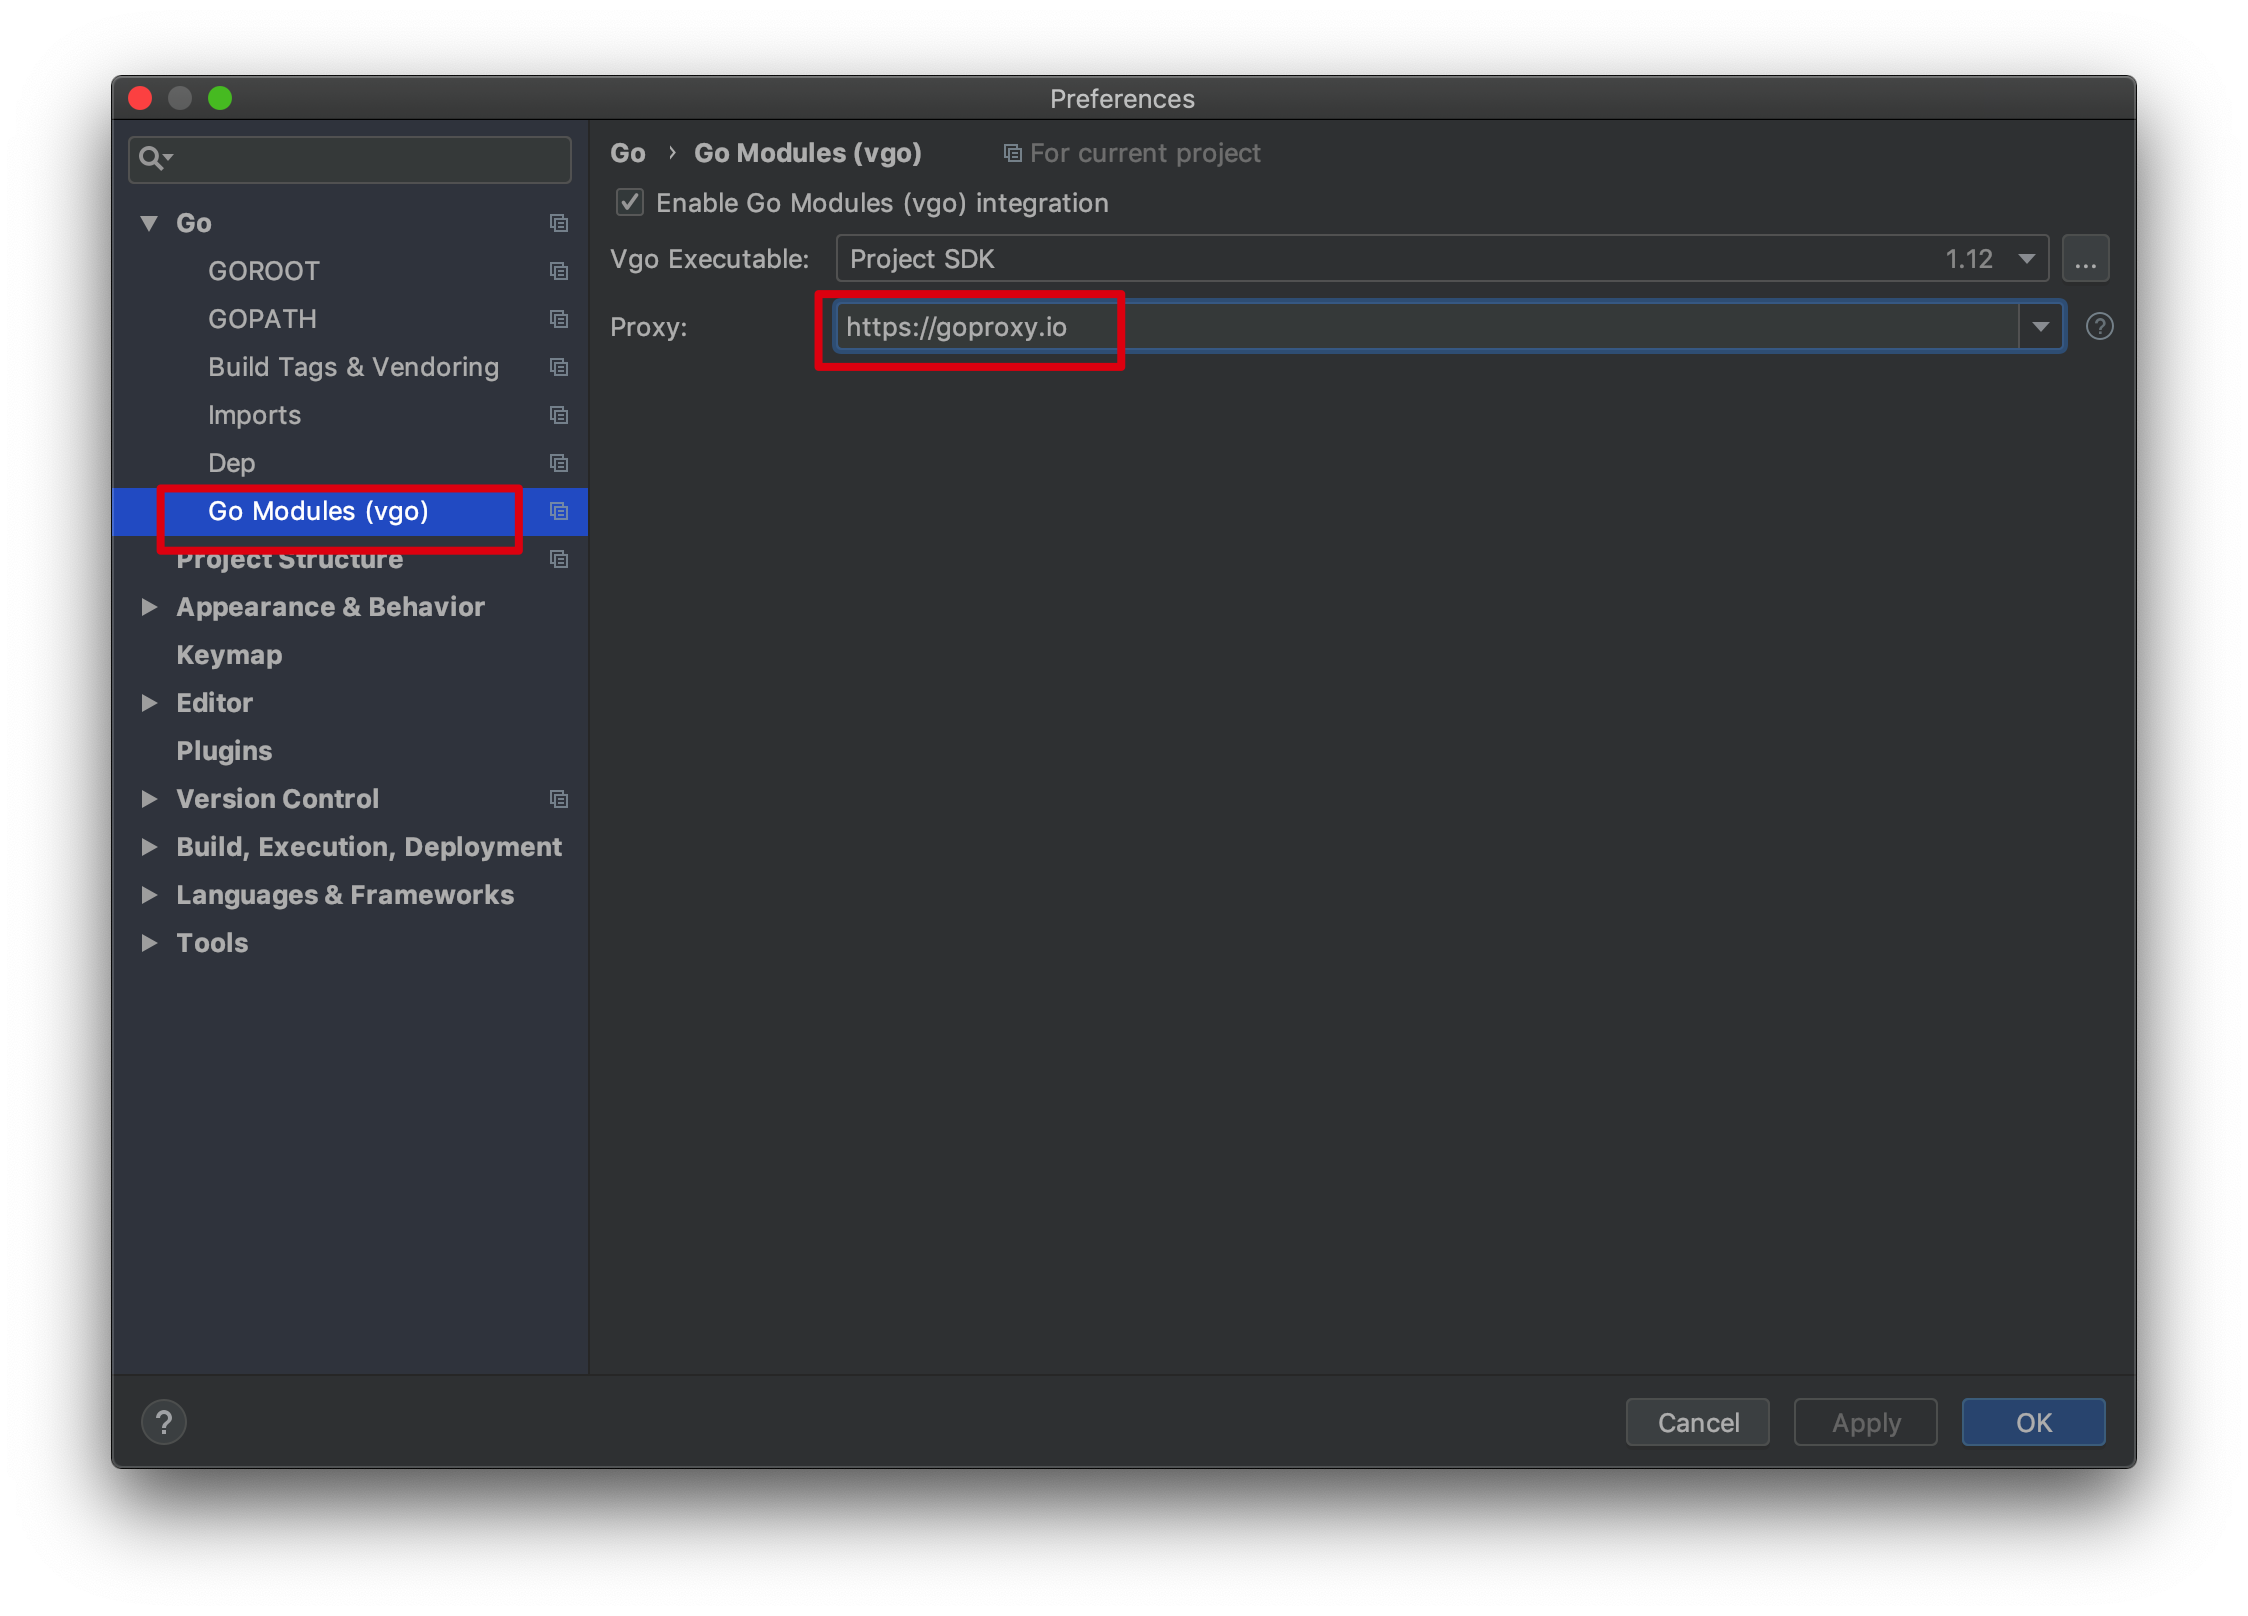 Preferences
Go
GOROOT
GOPATH
Build Tags & Vendoring
Imports
Dep
Go Modules (vgo)
Project Structure
Appearance & Behavior
Keymap
Editor
Plugins
Version Control
Build, Execution, Deployment
Languages & Frameworks
Tools
Go › Go Modules (vgo) For current project
Enable Go Modules (vgo) integration
Vgo Executable: Project SDK 1.12 ...
Proxy: https://goproxy.io ?
? Cancel Apply OK